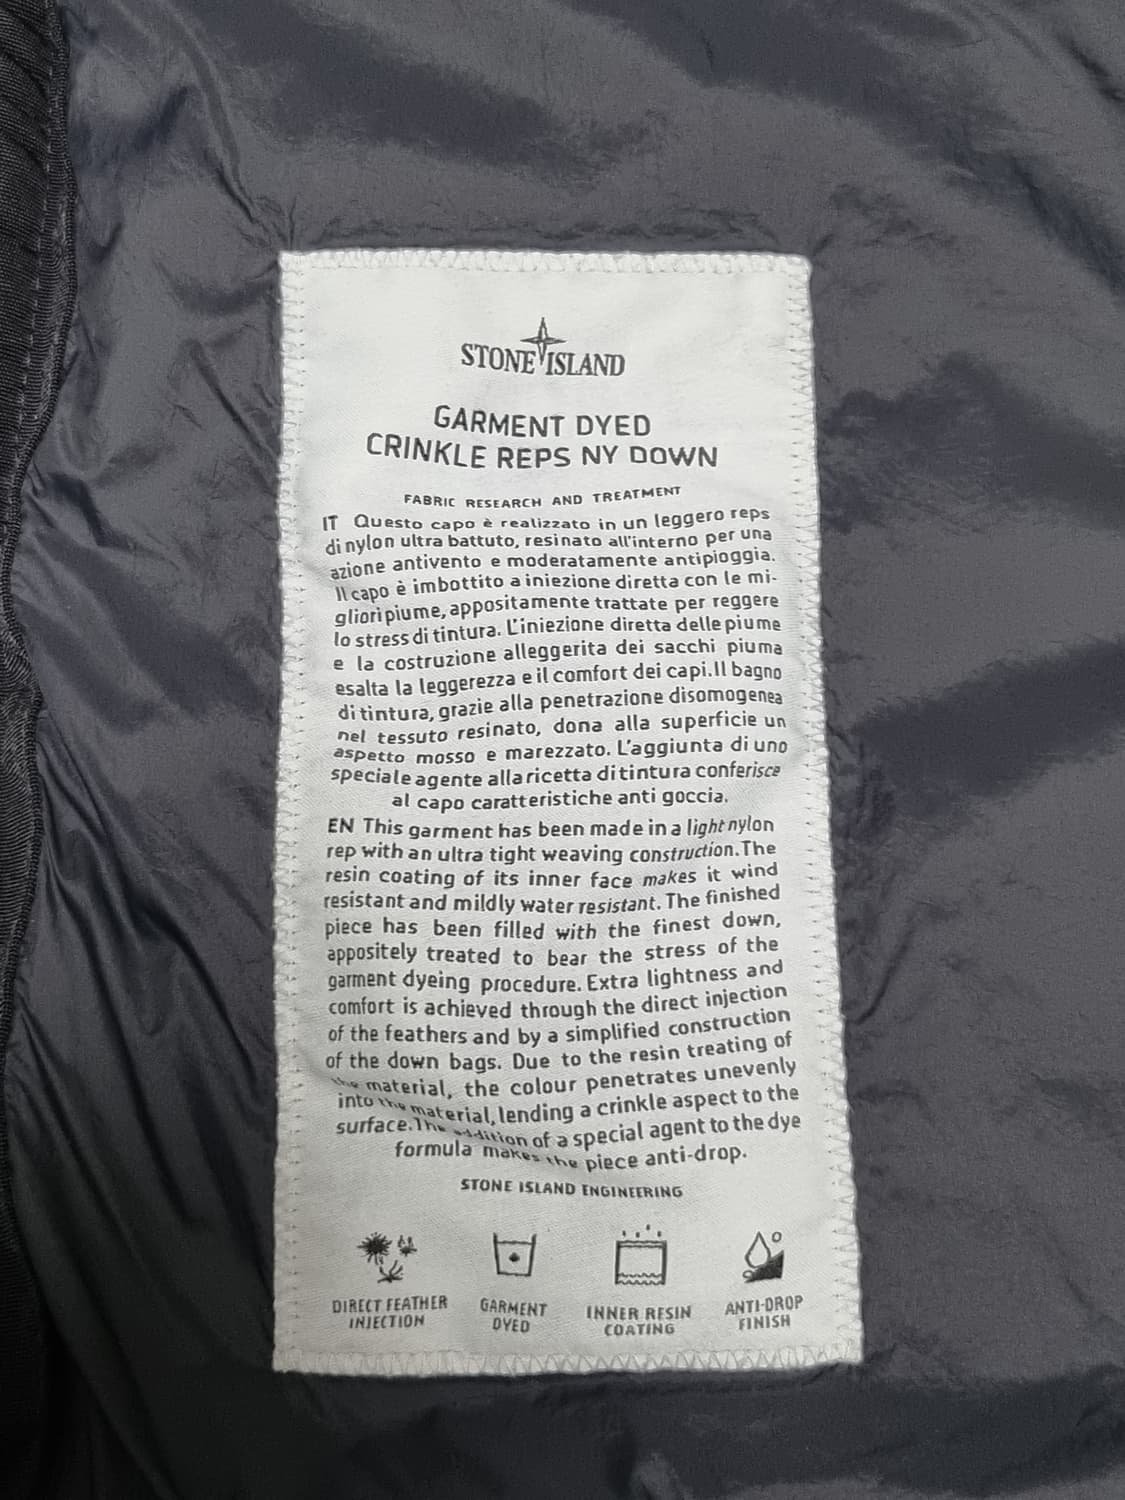 STONE ISLAND
GARMENT DYED
CRINKLE REPS NY DOWN
FABRIC RESEARCH AND TREATMENT
IT Questo capo è realizzato in un leggero reps
di nylon ultra battuto, resinato all'interno per una
azione antivento e moderatamente antipioggia.
Il capo è imbottito a iniezione diretta con le mi-
gliori piume, appositamente trattate per reggere
lo stress di tintura. L'iniezione diretta delle piume
e la costruzione alleggerita dei sacchi piuma
esalta la leggerezza e il comfort dei capi.Il bagno
di tintura, grazie alla penetrazione disomogenea
nel tessuto resinato, dona alla superficie un
aspetto mosso e marezzato. L'aggiunta di uno
speciale agente alla ricetta di tintura conferisce
al capo caratteristiche anti goccia.
EN This garment has been made in a light nylon
rep with an ultra tight weaving construction.The
resin coating of its inner face makes it wind
resistant and mildly water resistant. The finished
piece has been filled with the finest down,
appositely treated to bear the stress of the
garment dyeing procedure. Extra lightness and
comfort is achieved through the direct injection
of the feathers and by a simplified construction
of the down bags. Due to the resin treating of
the material, the colour penetrates unevenly
into the material, lending a crinkle aspect to the
surface.The addition of a special agent to the dye
formula makes the piece anti-drop.
STONE ISLAND ENGINEERING
DIRECT FEATHER
INJECTION
GARMENT
DYED
INNER RESIN
COATING
ANTI-DROP
FINISH